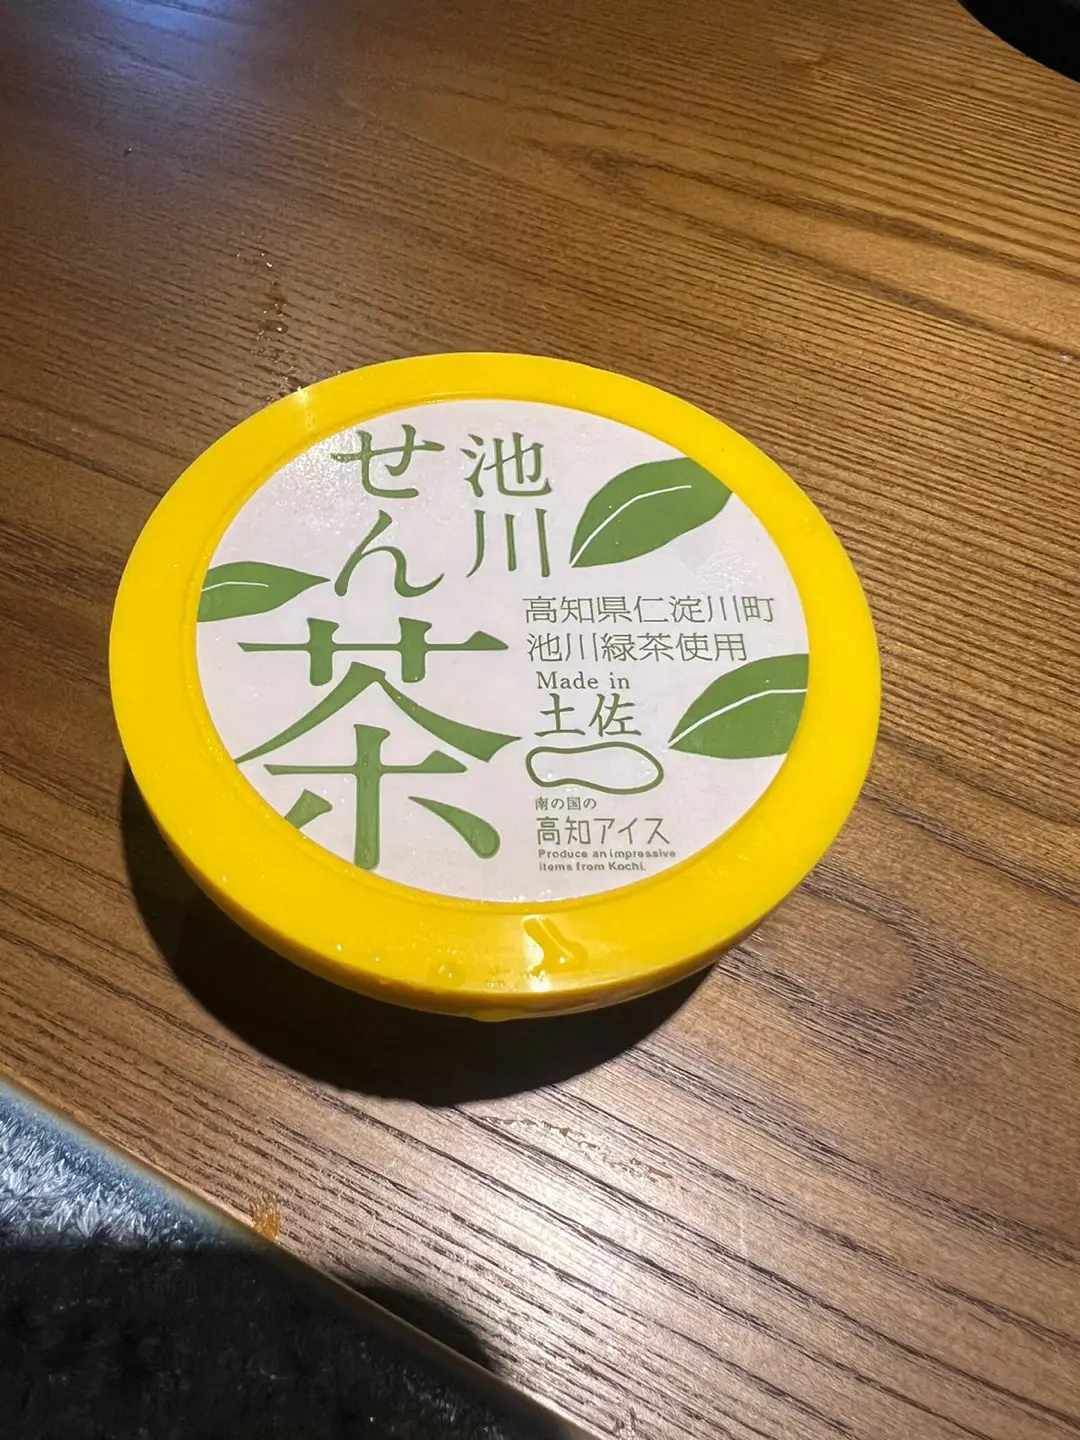 池川
せん
茶
高知県仁淀川町
池川緑茶使用
Made in
土佐
南の国の
高知アイス
Produce an impressive
items from Kochi.